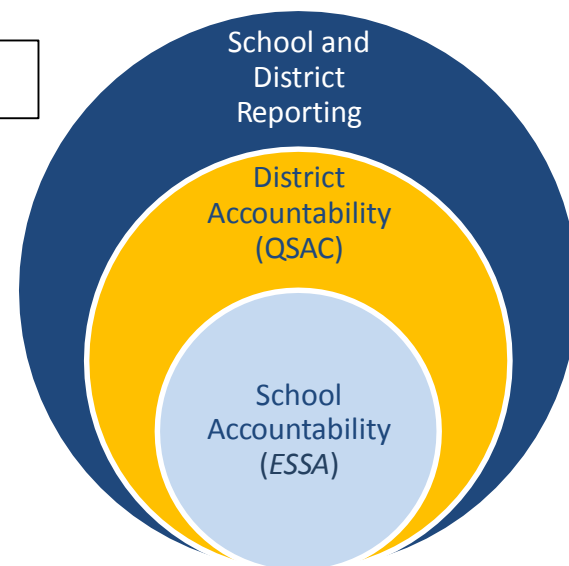 School and
District
Reporting
District
Accountability
(QSAC)
School
Accountability
(ESSA)